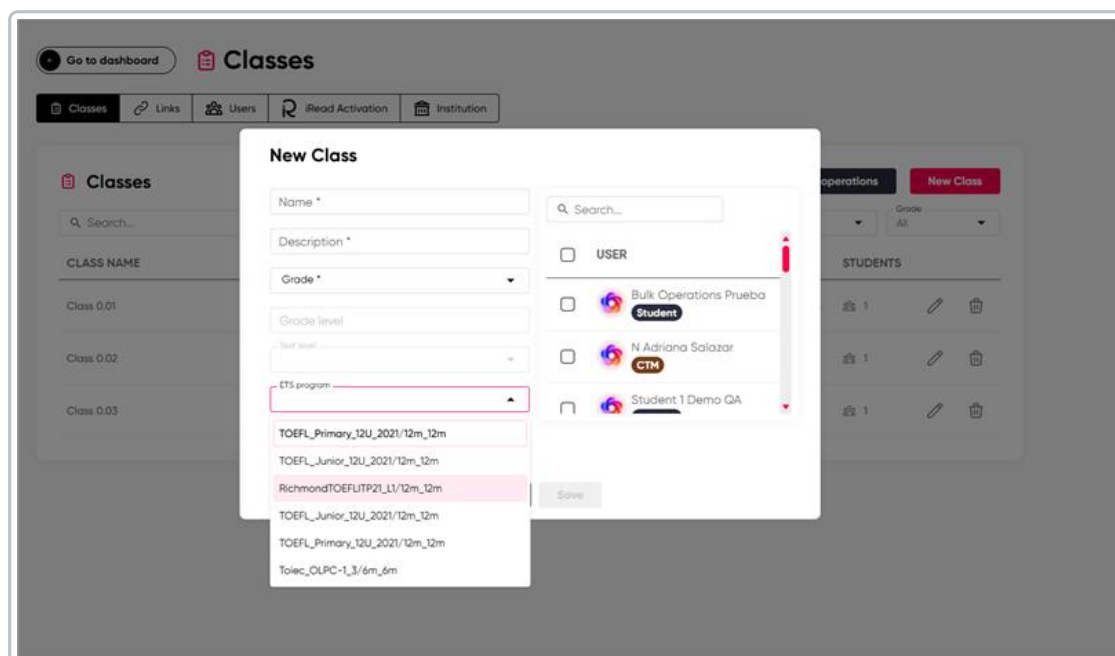 Go to dashboard
Classes
Classes
Links
Users
iRead Activation
Institution
Classes
operations
New Class
Search...
Grade
All
CLASS NAME
STUDENTS
Class 0.01
1
Class 0.02
1
Class 0.03
1
New Class
Name *
Description *
Grade *
Grade level
Test level
ETS program
TOEFL_Primary_12U_2021/12m_12m
TOEFL_Junior_12U_2021/12m_12m
RichmondTOEFLITP21_L1/12m_12m
TOEFL_Junior_12U_2021/12m_12m
TOEFL_Primary_12U_2021/12m_12m
Toiec_OLPC-1_3/6m_6m
Search...
USER
Bulk Operations Prueba
Student
N Adriana Salazar
CTM
Student 1 Demo QA
Save